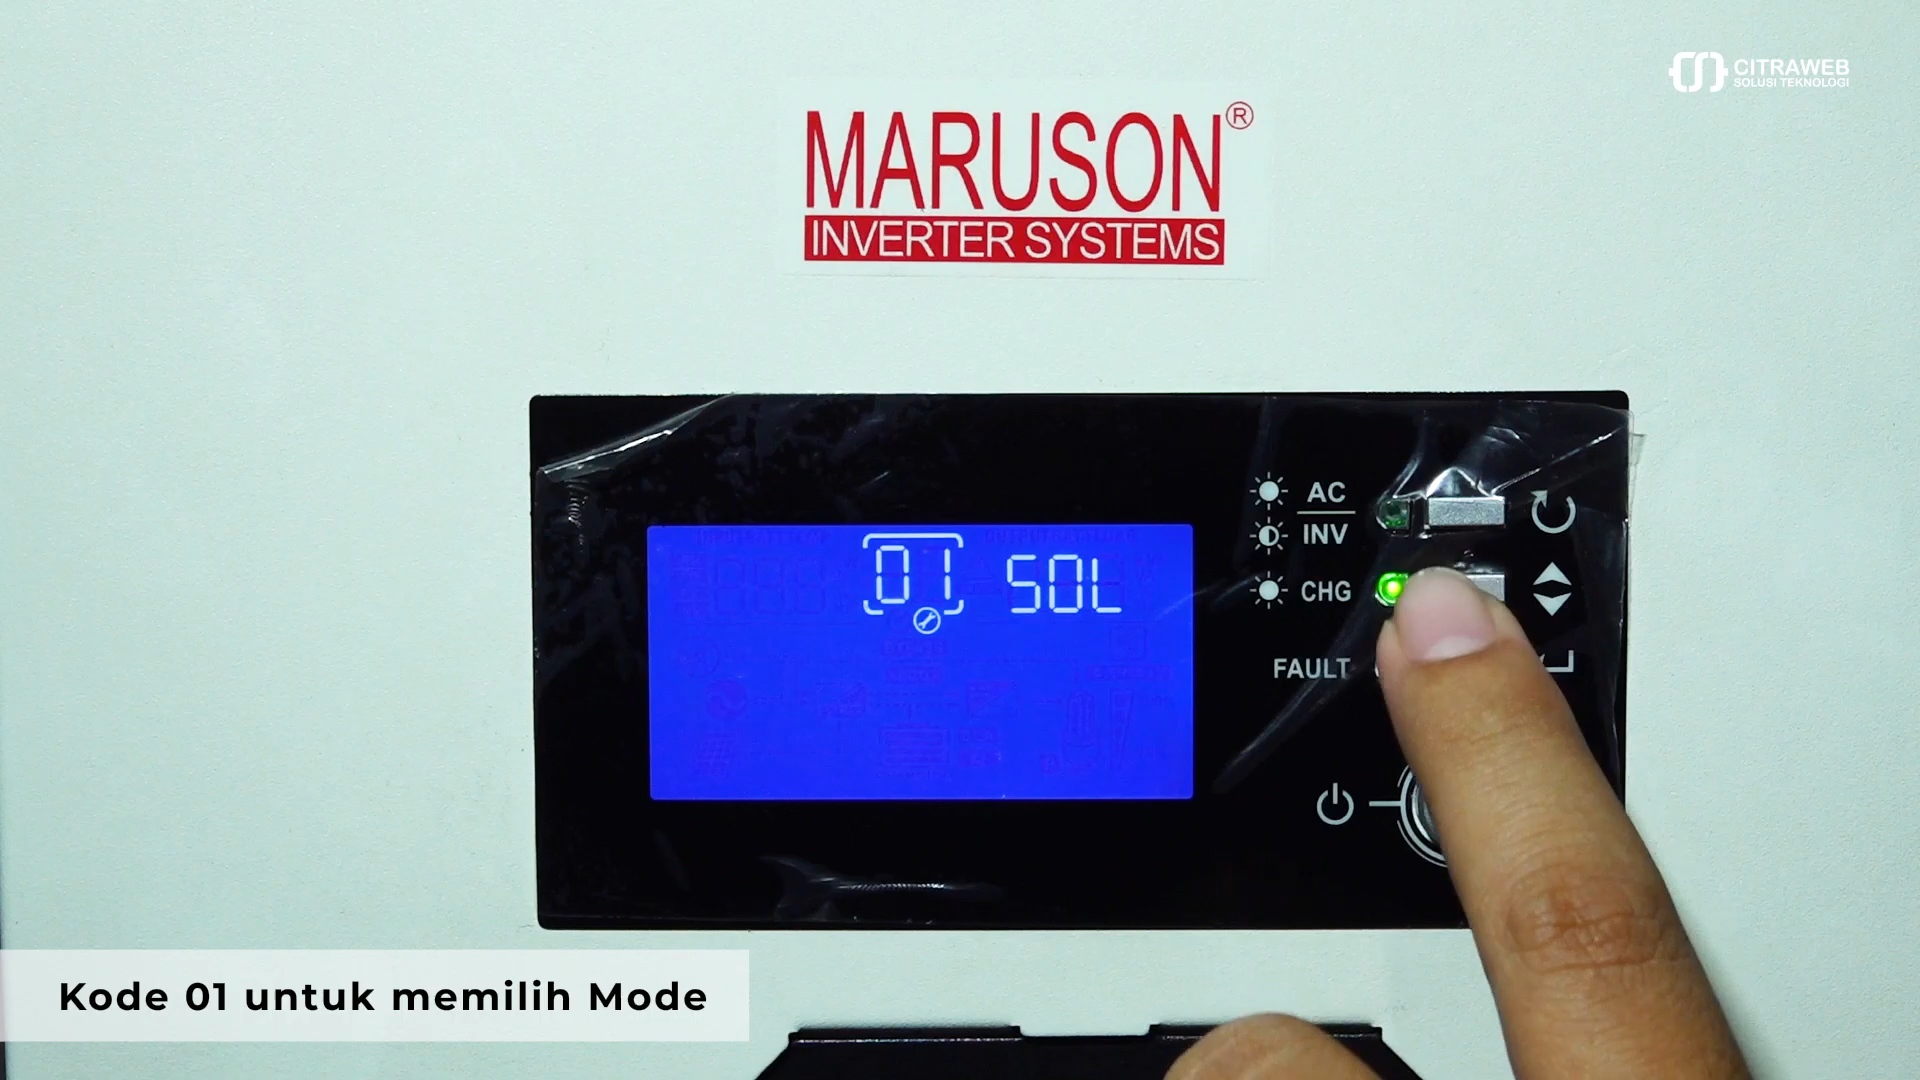 CITRAWEB
SOLUSI TEKNOLOGI
MARUSON®
INVERTER SYSTEMS
01 SOL
AC
INV
CHG
FAULT
Kode 01 untuk memilih Mode